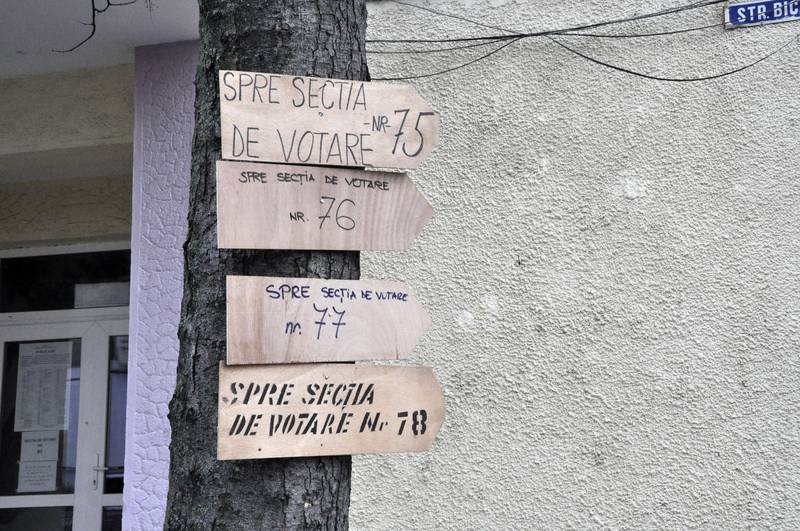 STR. BIC
SPRE SECȚIA
DE VOTARE -NR- 75
SPRE SECȚIA DE VOTARE
NR. 76
SPRE SECȚIA DE VOTARE
nr. 77
SPRE SECȚIA
DE VOTARE Nr 78